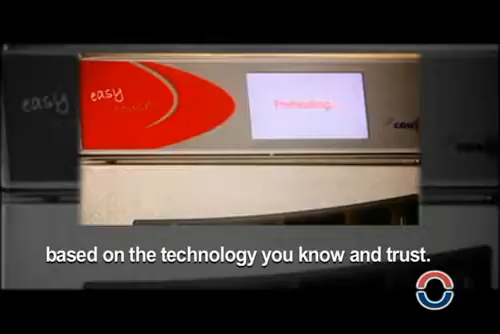 easy
easy
Preheating...
based on the technology you know and trust.